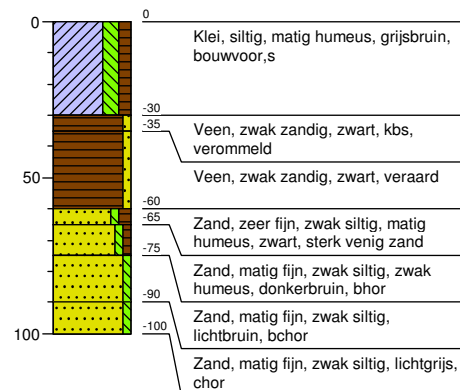 0
0
Klei, siltig, matig humeus, grijsbruin,
bouwvoor,s
-30
-35
Veen, zwak zandig, zwart, kbs,
verommeld
50
Veen, zwak zandig, zwart, veraard
-60
-65
Zand, zeer fijn, zwak siltig, matig
humeus, zwart, sterk venig zand
-75
Zand, matig fijn, zwak siltig, zwak
humeus, donkerbruin, bhor
-90
Zand, matig fijn, zwak siltig,
lichtbruin, bchor
100
-100
Zand, matig fijn, zwak siltig, lichtgrijs,
chor